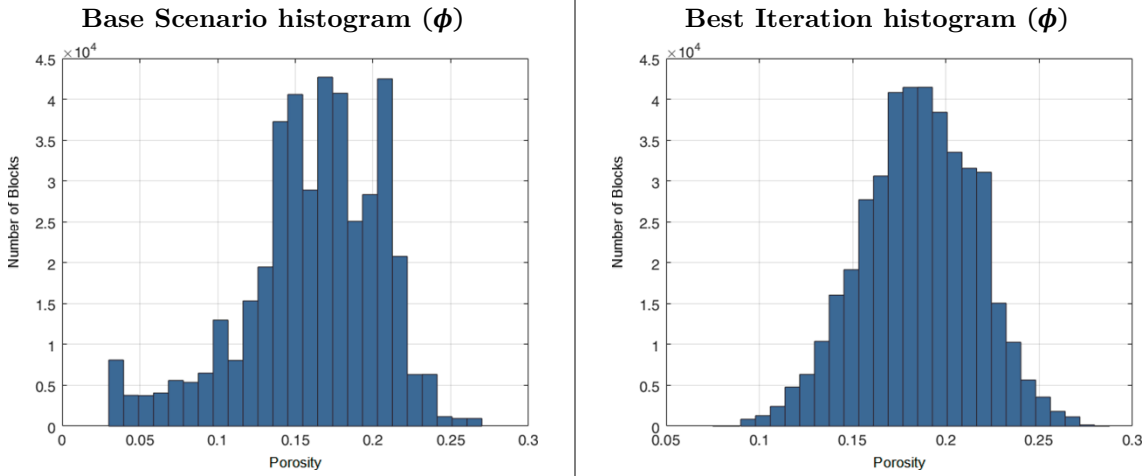 Base Scenario histogram (ϕ)
×10⁴
4.5
4
3.5
3
2.5
2
1.5
1
0.5
0
Number of Blocks
0 0.05 0.1 0.15 0.2 0.25 0.3
Porosity
Best Iteration histogram (ϕ)
×10⁴
4.5
4
3.5
3
2.5
2
1.5
1
0.5
0
Number of Blocks
0.05 0.1 0.15 0.2 0.25 0.3
Porosity